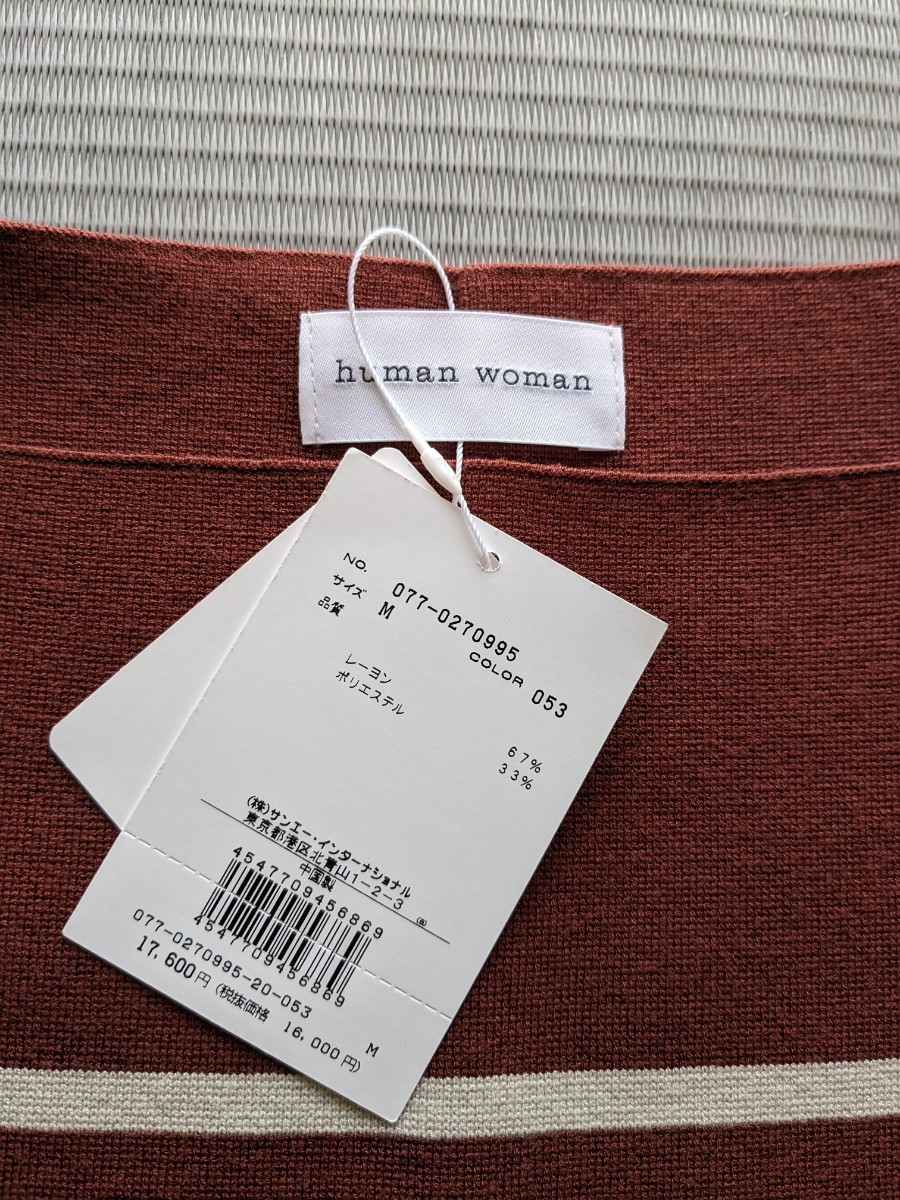 human woman
NO. 077-0270995
サイズ M COLOR 053
品質
レーヨン 67%
ポリエステル 33%
(株)サンエー・インターナショナル
東京都港区北青山1-2-3
中国製
4547709456869
4547709456869
077-0270995-20-053 M
17,600円(税抜価格 16,000円)